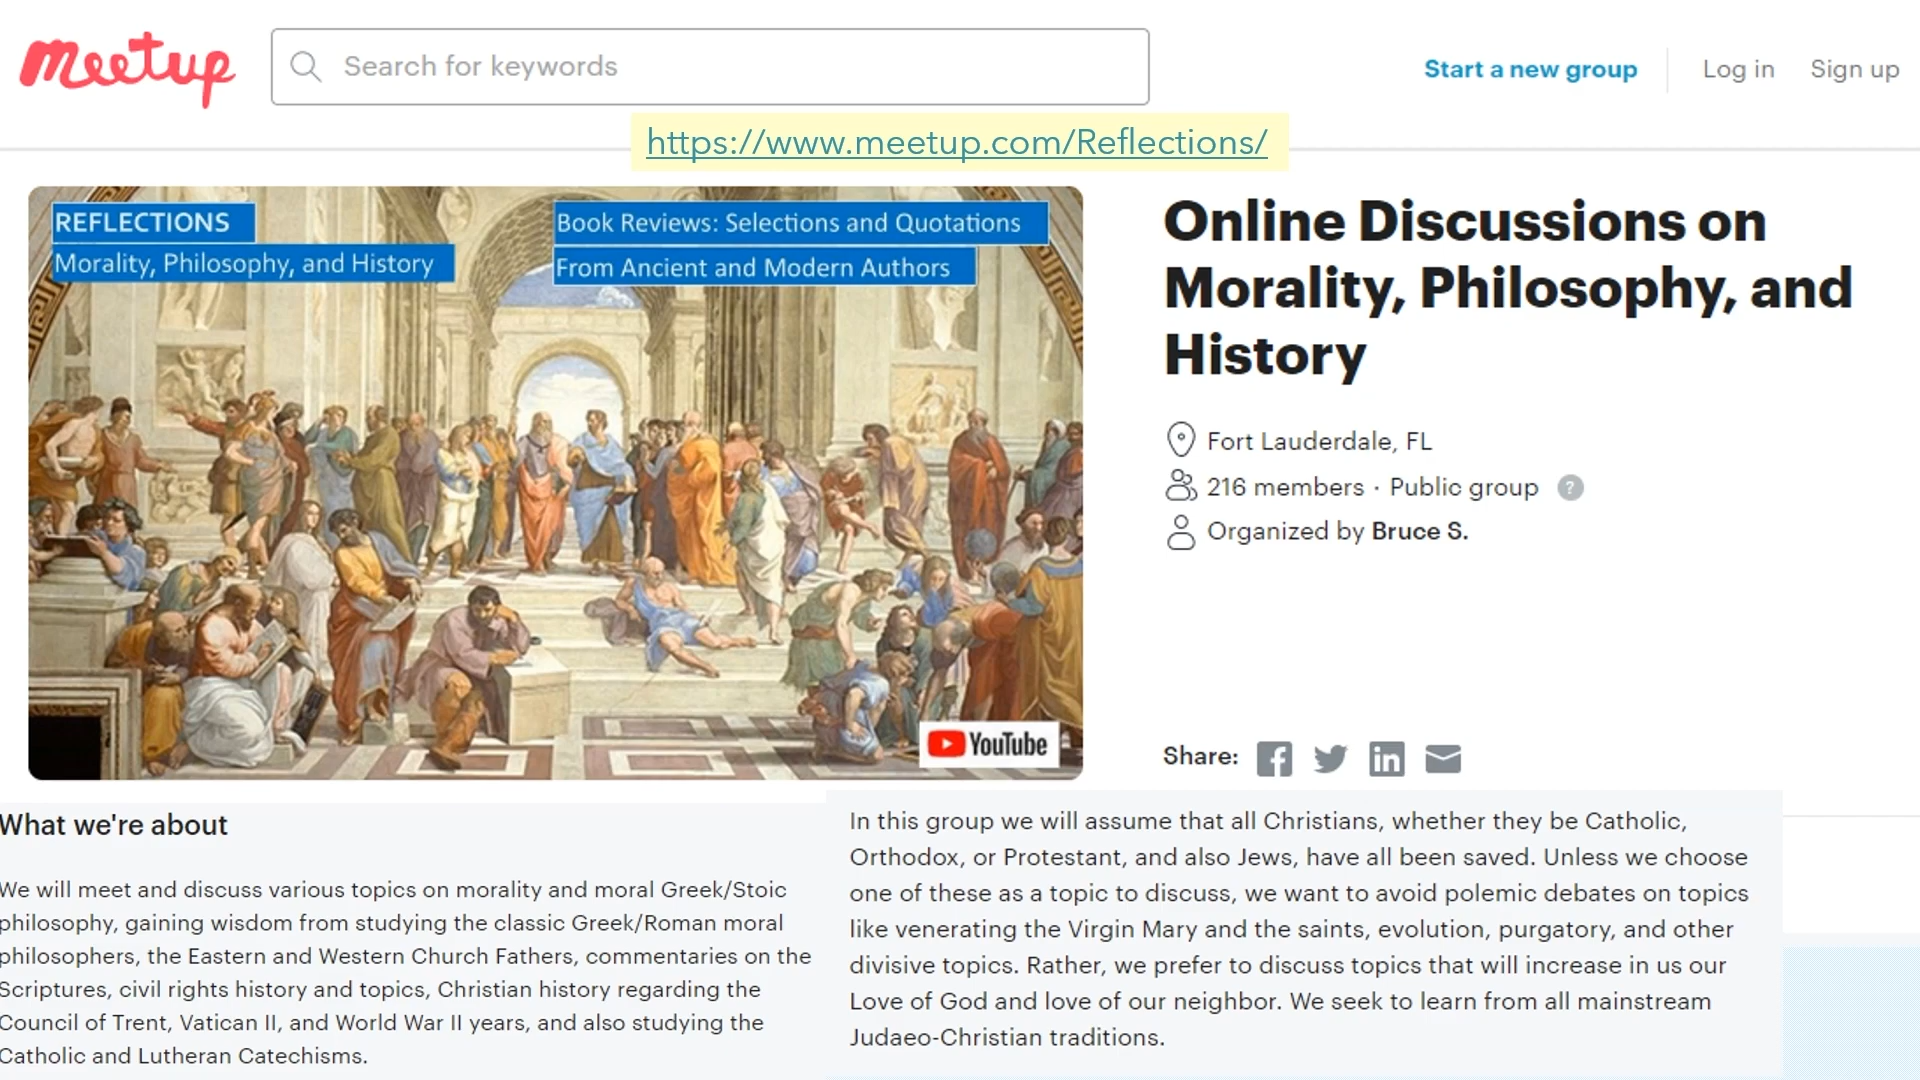 meetup
Search for keywords
Start a new group
Log in
Sign up
https://www.meetup.com/Reflections/
REFLECTIONS
Morality, Philosophy, and History
Book Reviews: Selections and Quotations
From Ancient and Modern Authors
YouTube
Online Discussions on
Morality, Philosophy, and
History
Fort Lauderdale, FL
216 members · Public group ?
Organized by Bruce S.
Share:
What we're about
We will meet and discuss various topics on morality and moral Greek/Stoic
philosophy, gaining wisdom from studying the classic Greek/Roman moral
philosophers, the Eastern and Western Church Fathers, commentaries on the
Scriptures, civil rights history and topics, Christian history regarding the
Council of Trent, Vatican II, and World War II years, and also studying the
Catholic and Lutheran Catechisms.
In this group we will assume that all Christians, whether they be Catholic,
Orthodox, or Protestant, and also Jews, have all been saved. Unless we choose
one of these as a topic to discuss, we want to avoid polemic debates on topics
like venerating the Virgin Mary and the saints, evolution, purgatory, and other
divisive topics. Rather, we prefer to discuss topics that will increase in us our
Love of God and love of our neighbor. We seek to learn from all mainstream
Judaeo-Christian traditions.